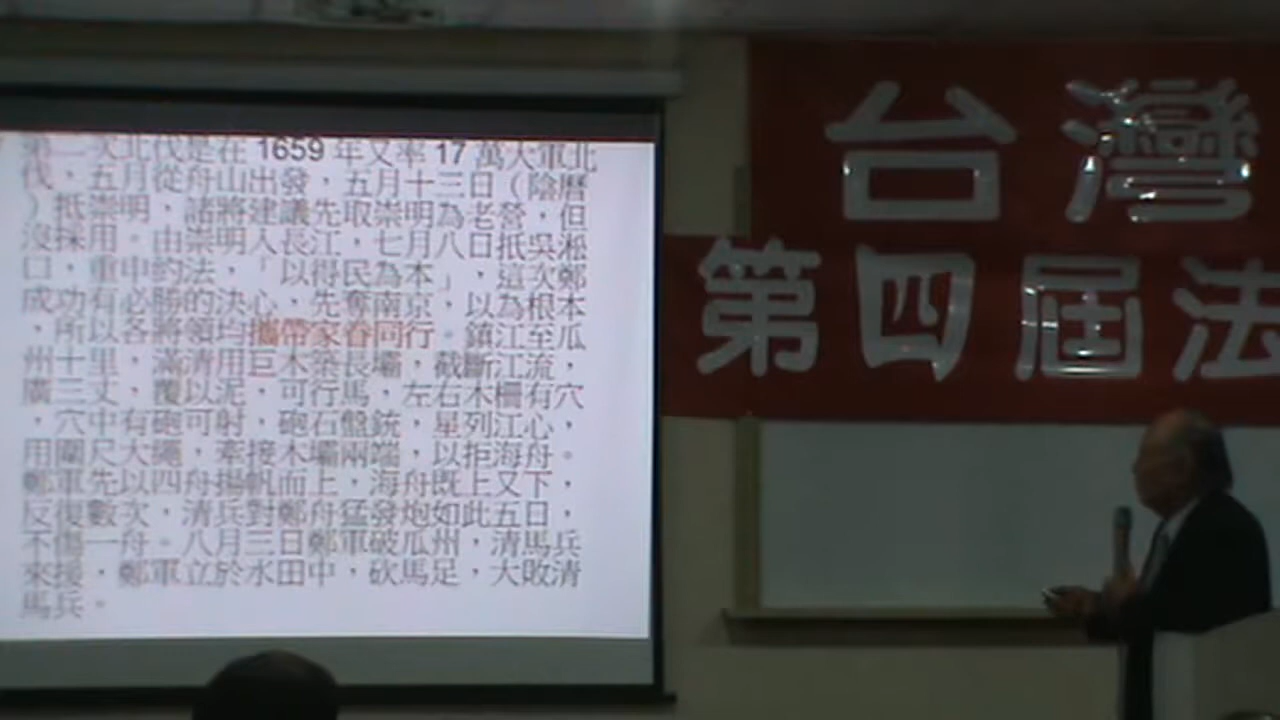 第二次北伐是在 1659 年又率 17 萬大軍北
伐，五月從舟山出發，五月十三日（陰曆
）抵崇明，諸將建議先取崇明為老營，但
沒採用。由崇明入長江，七月八日抵吳淞
口，重申約法，「以得民為本」，這次鄭
成功有必勝的決心，先奪南京，以為根本
，所以各將領均攜帶家眷同行。鎮江至瓜
州十里，滿清用巨木築長壩，截斷江流，
廣三丈，覆以泥，可行馬，左右木柵有穴
，穴中有砲可射，砲石盤銃，星列江心，
用圍尺大繩，牽接木壩兩端，以拒海舟。
鄭軍先以四舟揚帆而上，海舟既上又下，
反復數次，清兵對鄭舟猛發炮如此五日，
不傷一舟。八月三日鄭軍破瓜州，清馬兵
來援，鄭軍立於水田中，砍馬足，大敗清
馬兵。
台灣
第四屆法